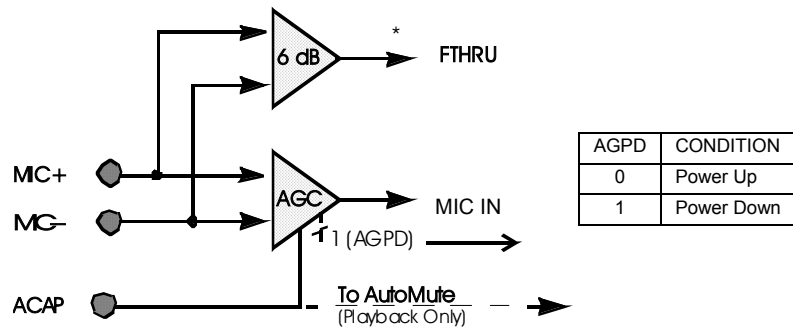 *
6 dB
FTHRU
MIC+
AGC
MIC IN
MC–
1 (AGPD)
ACAP
To AutoMute
(Playback Only)
AGPD CONDITION
0 Power Up
1 Power Down